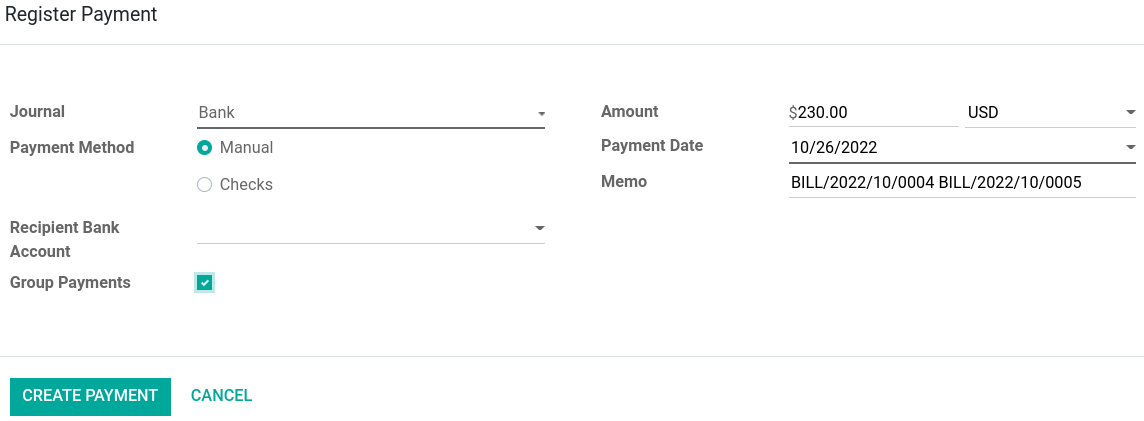 Register Payment
Journal
Bank
Payment Method
Manual
Checks
Recipient Bank
Account
Group Payments
Amount
$230.00
USD
Payment Date
10/26/2022
Memo
BILL/2022/10/0004 BILL/2022/10/0005
CREATE PAYMENT
CANCEL